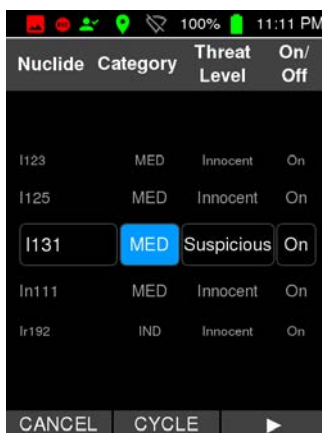 100% 11:11 PM
Nuclide Category Threat Level On/Off
I123 MED Innocent On
I125 MED Innocent On
I131 MED Suspicious On
In111 MED Innocent On
Ir192 IND Innocent On
CANCEL CYCLE ▶